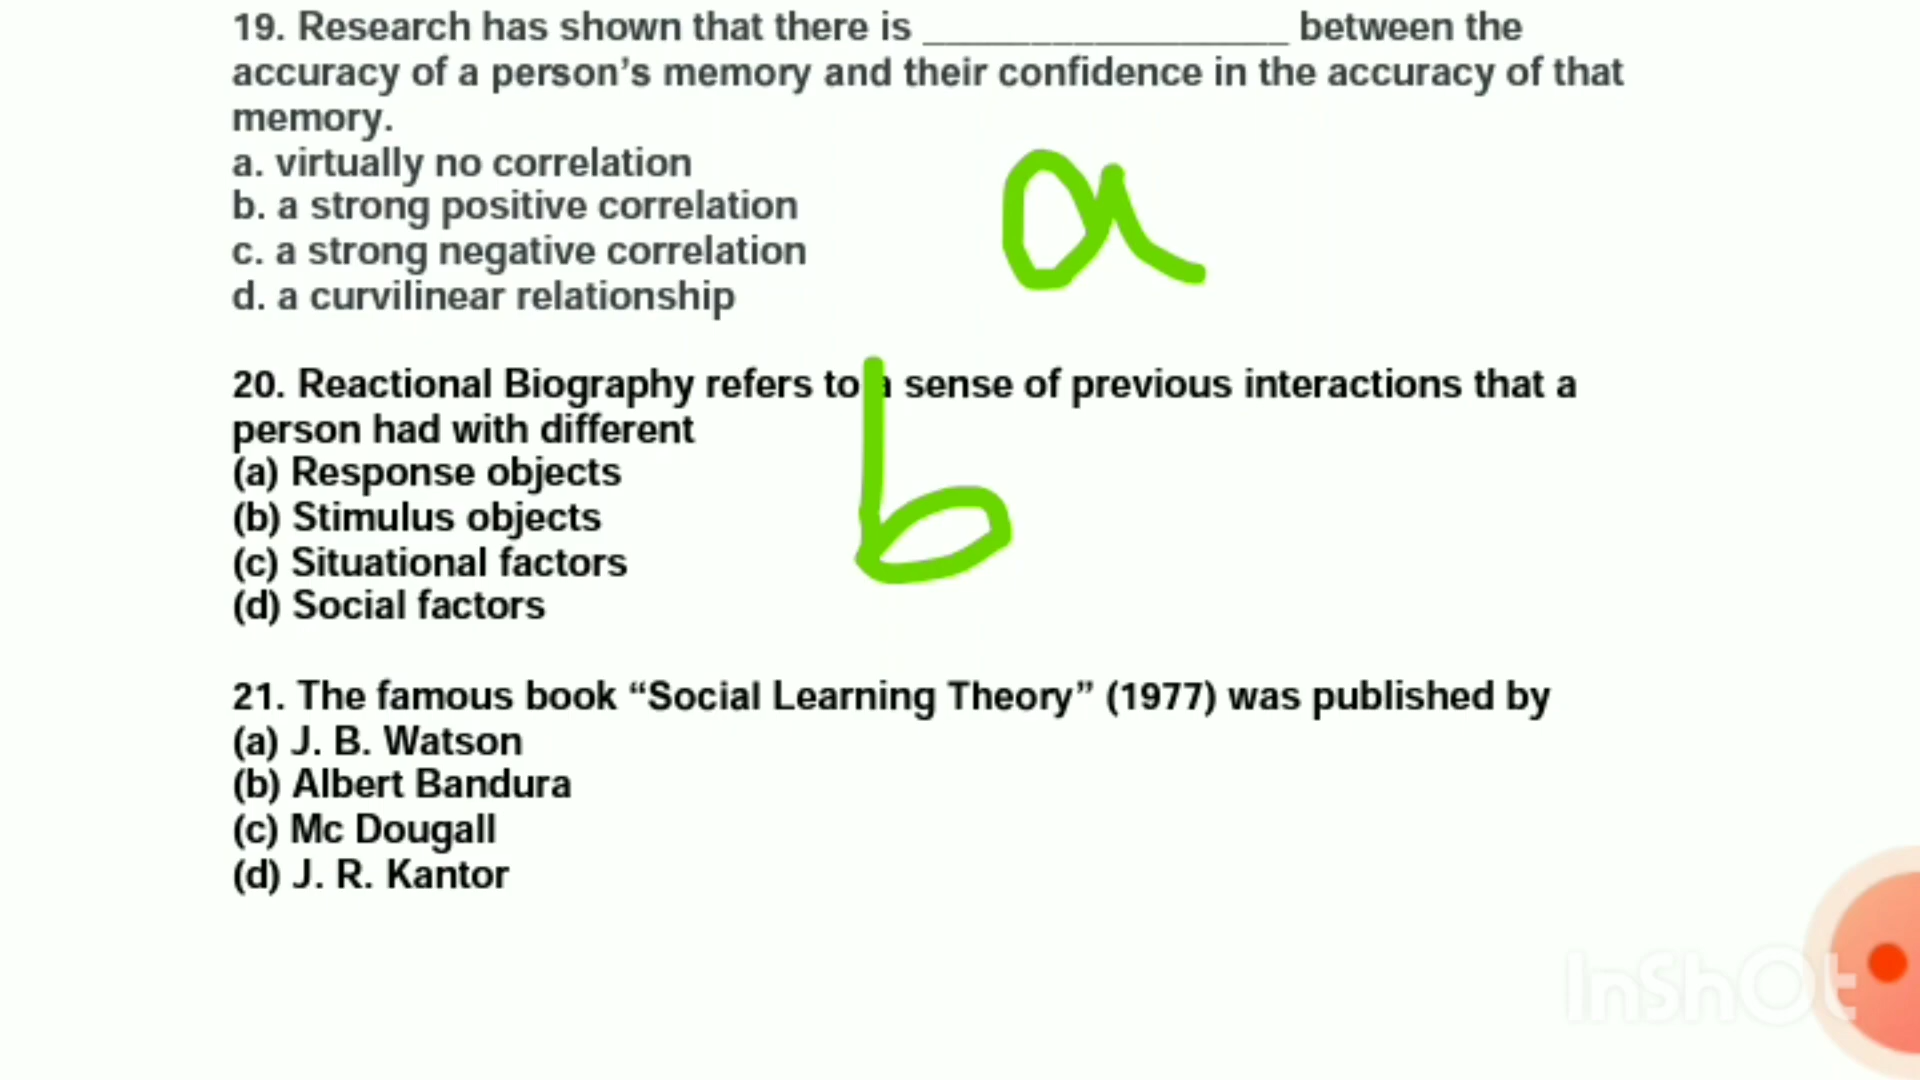 19. Research has shown that there is _________________ between the
accuracy of a person's memory and their confidence in the accuracy of that
memory.
a. virtually no correlation
b. a strong positive correlation
c. a strong negative correlation
d. a curvilinear relationship
a
20. Reactional Biography refers to a sense of previous interactions that a
person had with different
(a) Response objects
(b) Stimulus objects
(c) Situational factors
(d) Social factors
b
21. The famous book “Social Learning Theory” (1977) was published by
(a) J. B. Watson
(b) Albert Bandura
(c) Mc Dougall
(d) J. R. Kantor
InShOt